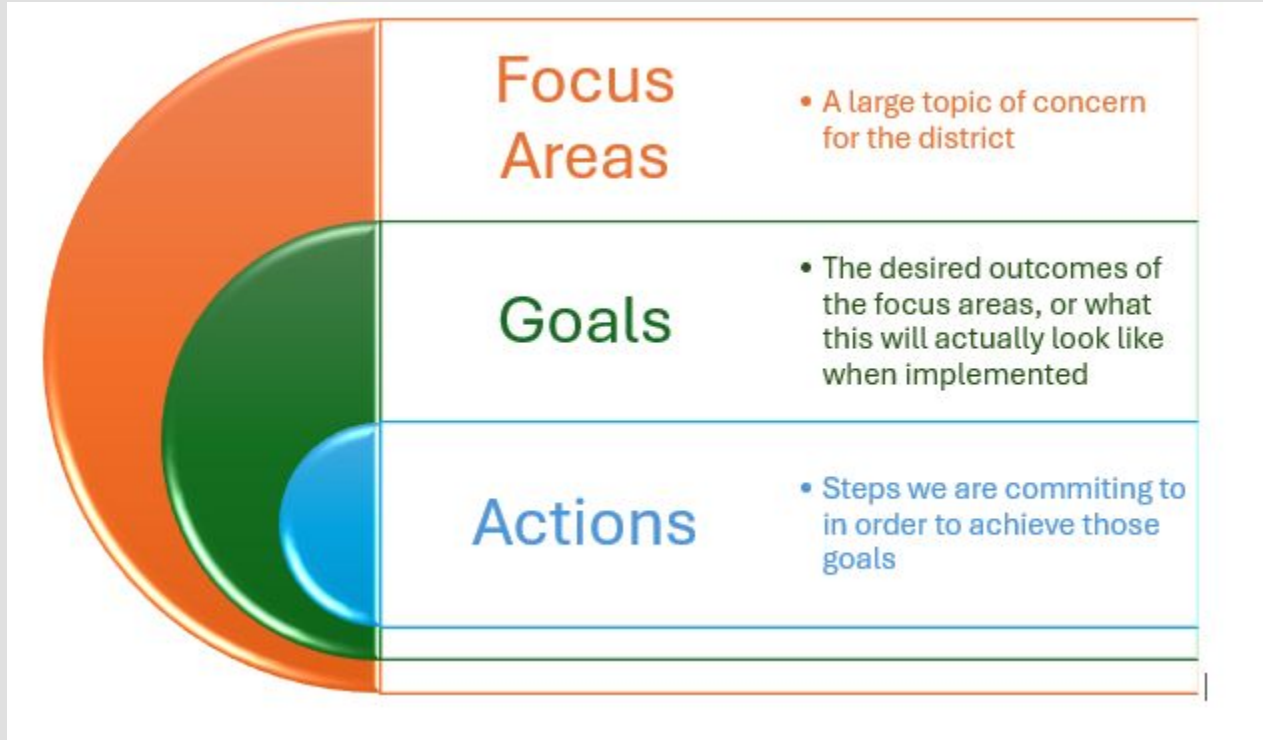 Focus
Areas
• A large topic of concern
for the district
Goals
• The desired outcomes of
the focus areas, or what
this will actually look like
when implemented
Actions
• Steps we are commiting to
in order to achieve those
goals